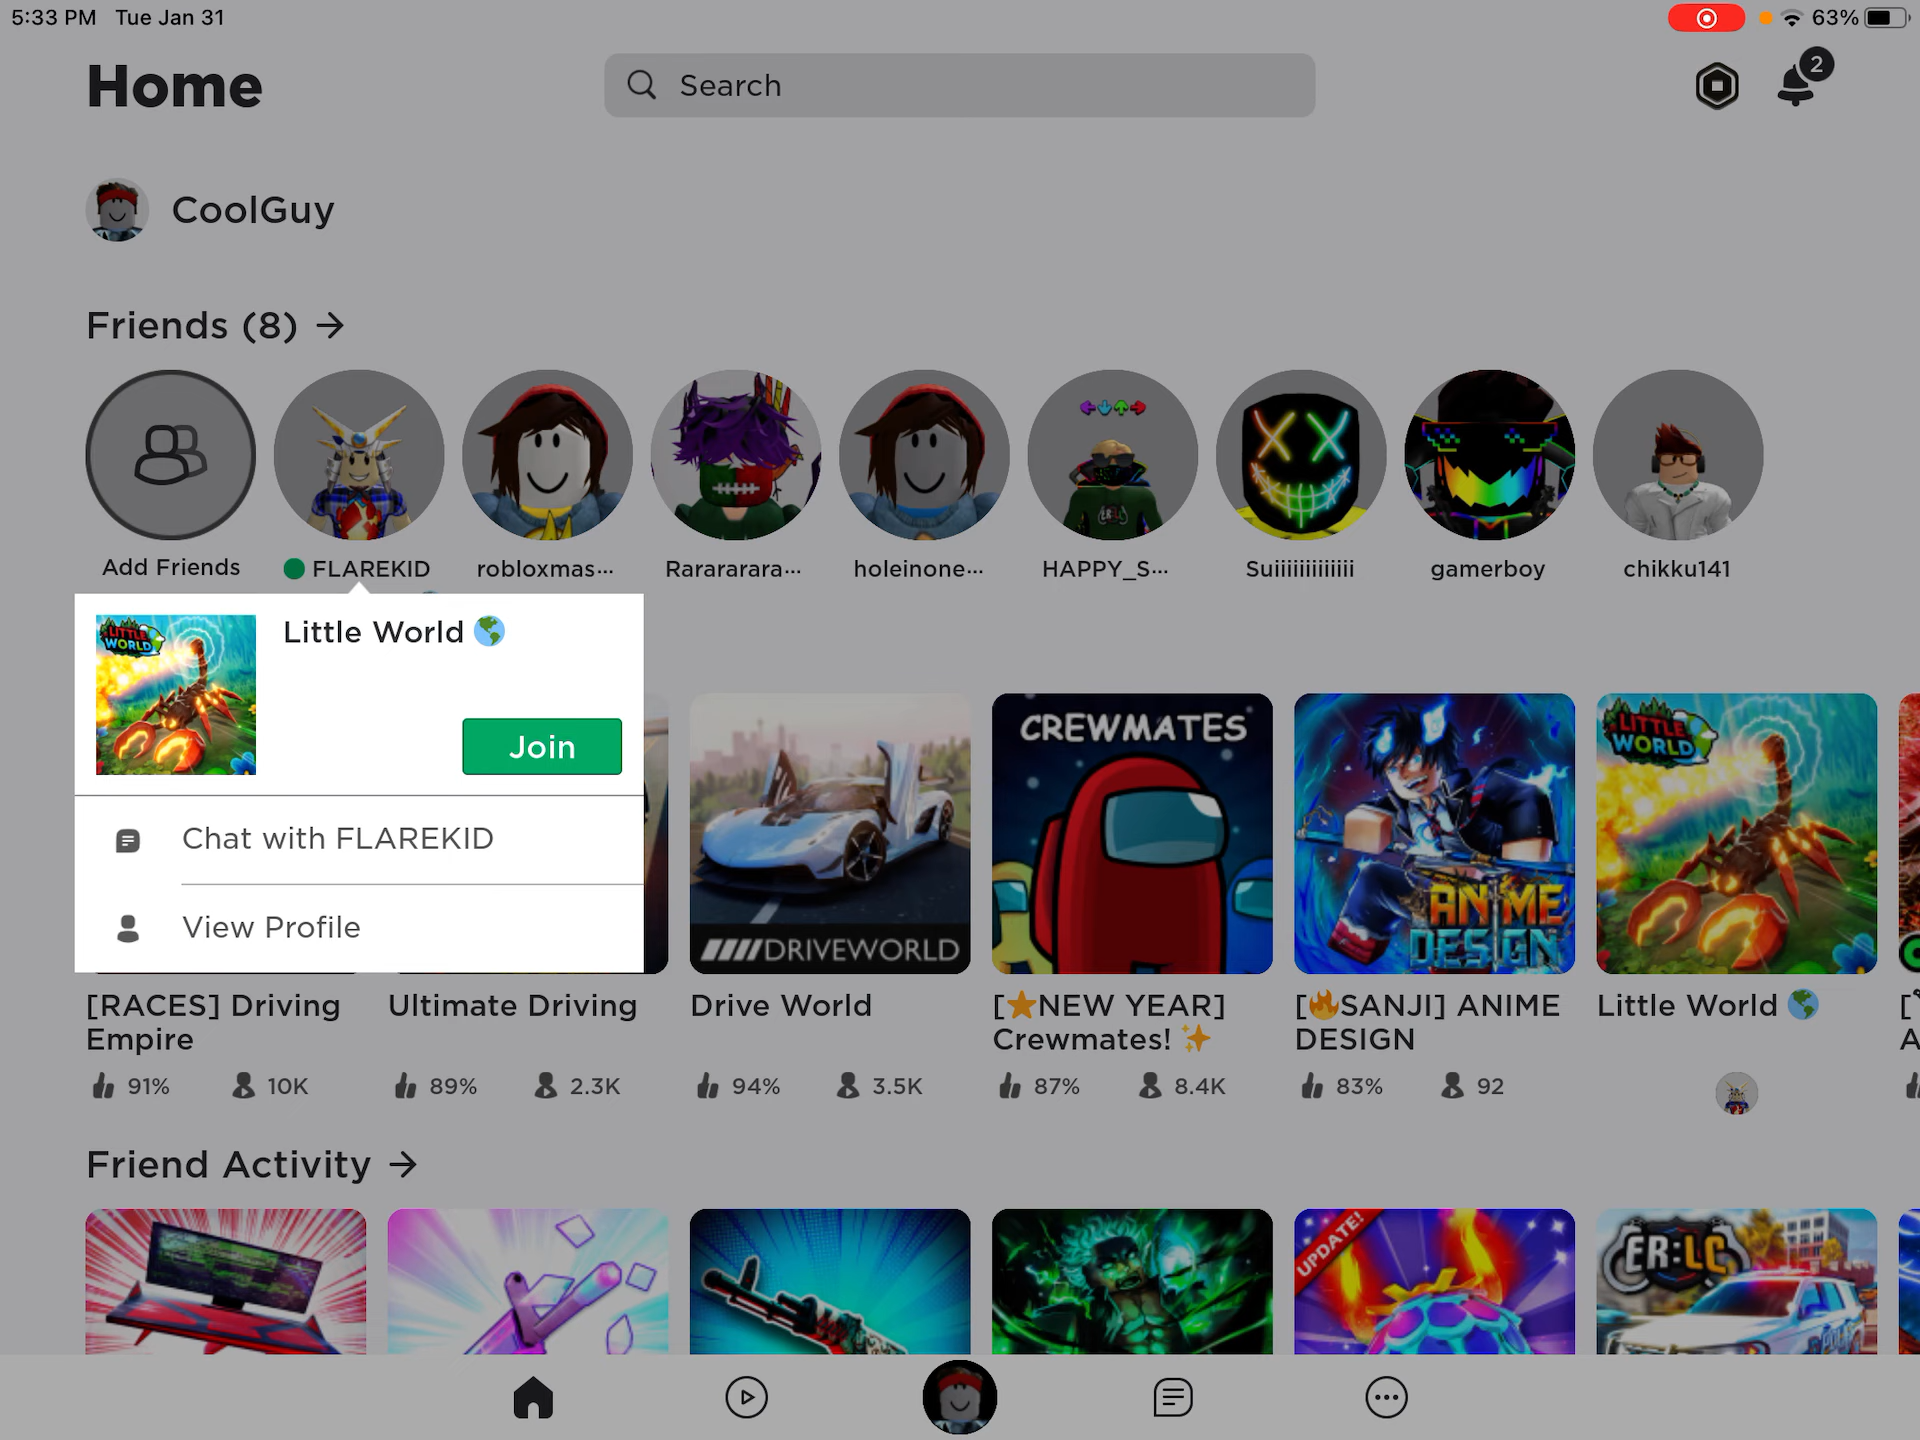 5:33 PM Tue Jan 31
63%
Home
Search
2
CoolGuy
Friends (8) →
Add Friends
FLAREKID
robloxmas...
Rarararara...
holeinone...
HAPPY_S...
Suiiiiiiiiiiiii
gamerboy
chikku141
LITTLE
WORLD
Little World
Join
Chat with FLAREKID
View Profile
DRIVEWORLD
CREWMATES
ANIME
DESIGN
LITTLE
WORLD
[RACES] Driving
Empire
91% 10K
Ultimate Driving
89% 2.3K
Drive World
94% 3.5K
[⭐NEW YEAR]
Crewmates! ✨
87% 8.4K
[🔥SANJI] ANIME
DESIGN
83% 92
Little World 🌎
Friend Activity →
UPDATE!
ER:LC